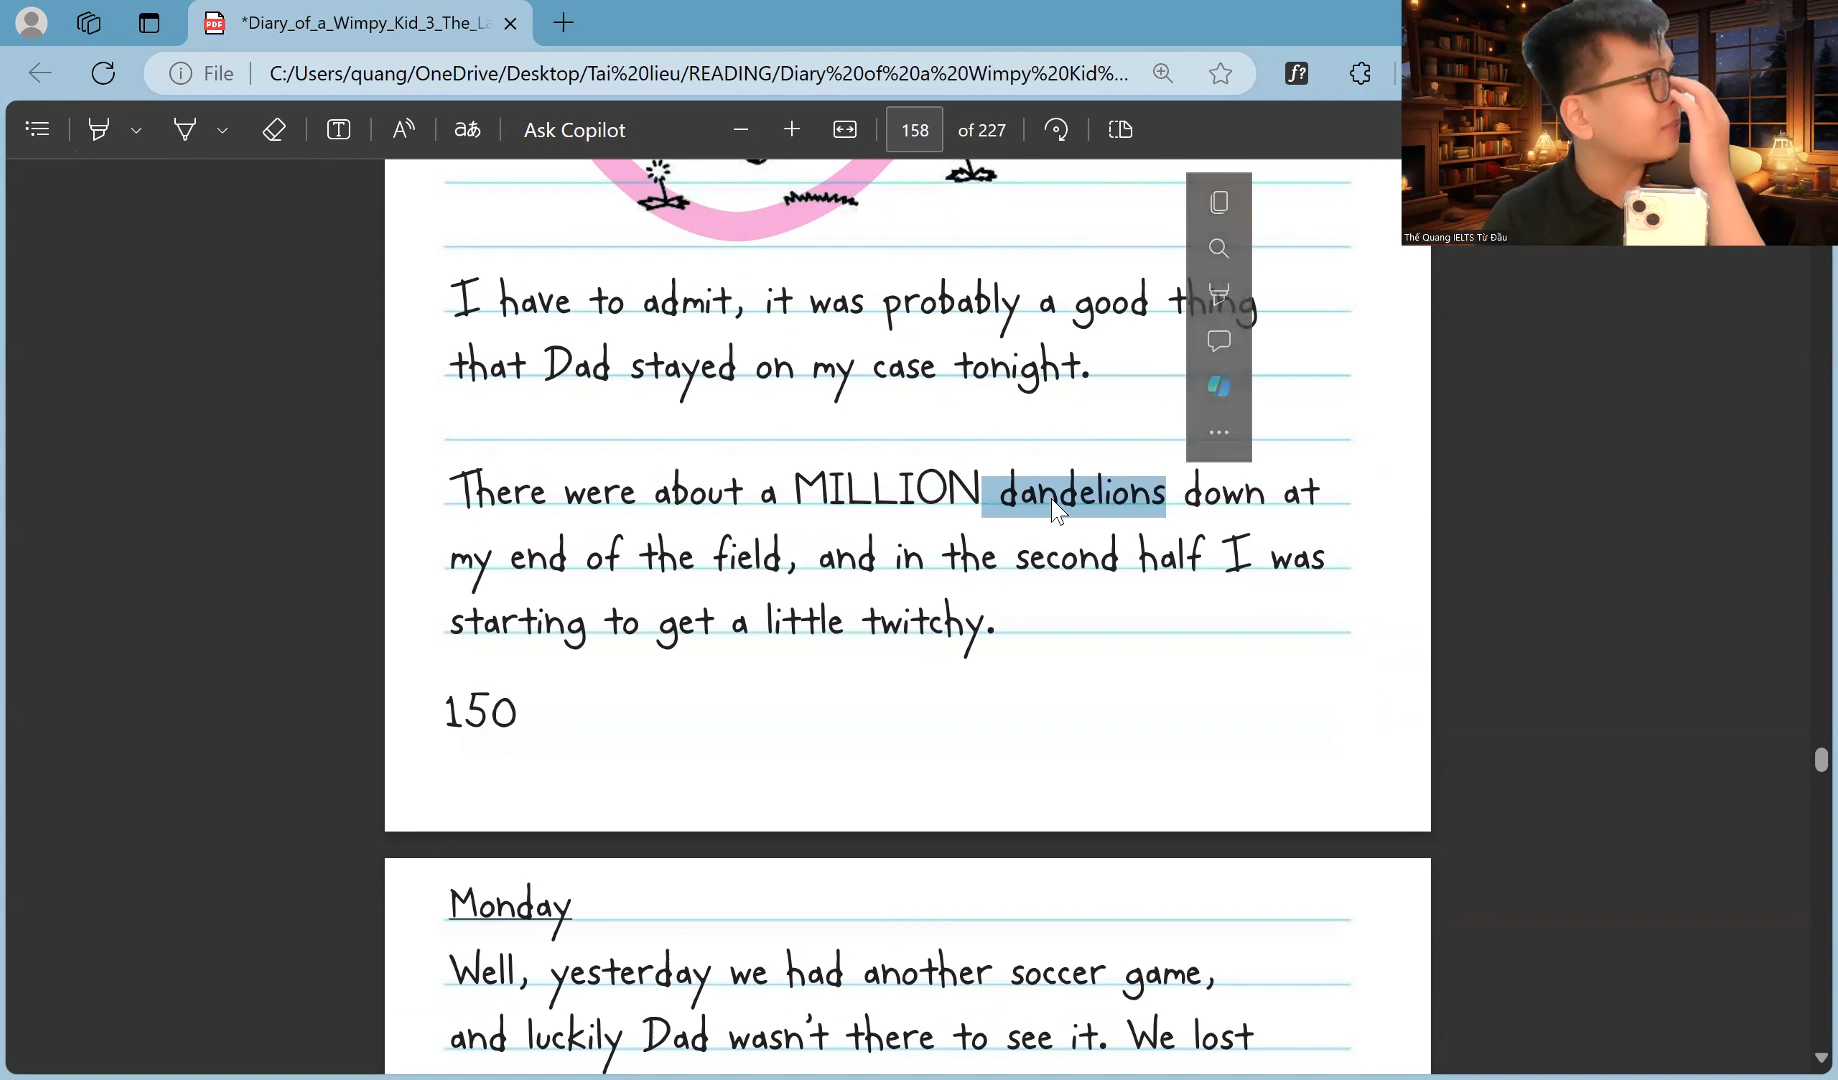 *Diary_of_a_Wimpy_Kid_3_The_La
File
C:/Users/quang/OneDrive/Desktop/Tai%20lieu/READING/Diary%20of%20a%20Wimpy%20Kid%...
f?
Ask Copilot
158 of 227
Thế Quang IELTS Từ Đầu
I have to admit, it was probably a good thing
that Dad stayed on my case tonight.
There were about a MILLION dandelions down at
my end of the field, and in the second half I was
starting to get a little twitchy.
150
Monday
Well, yesterday we had another soccer game,
and luckily Dad wasn't there to see it. We lost